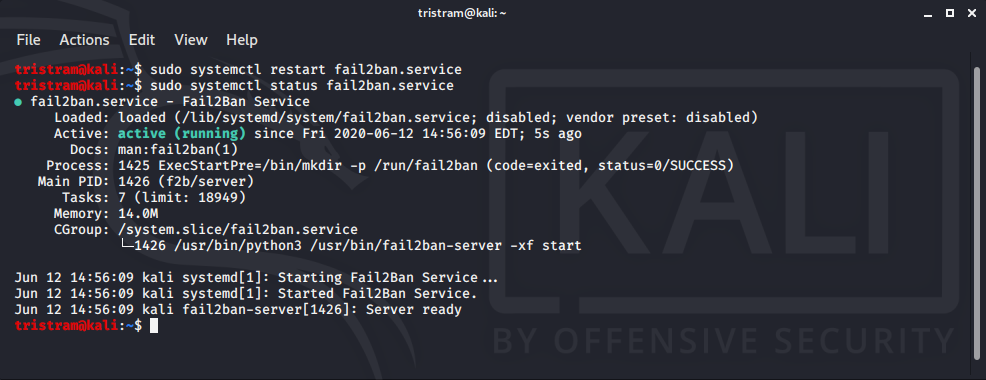 tristram@kali: ~
File Actions Edit View Help
tristram@kali:~$ sudo systemctl restart fail2ban.service
tristram@kali:~$ sudo systemctl status fail2ban.service
● fail2ban.service - Fail2Ban Service
Loaded: loaded (/lib/systemd/system/fail2ban.service; disabled; vendor preset: disabled)
Active: active (running) since Fri 2020-06-12 14:56:09 EDT; 5s ago
Docs: man:fail2ban(1)
Process: 1425 ExecStartPre=/bin/mkdir -p /run/fail2ban (code=exited, status=0/SUCCESS)
Main PID: 1426 (f2b/server)
Tasks: 7 (limit: 18949)
Memory: 14.0M
CGroup: /system.slice/fail2ban.service
└─1426 /usr/bin/python3 /usr/bin/fail2ban-server -xf start
Jun 12 14:56:09 kali systemd[1]: Starting Fail2Ban Service...
Jun 12 14:56:09 kali systemd[1]: Started Fail2Ban Service.
Jun 12 14:56:09 kali fail2ban-server[1426]: Server ready
tristram@kali:~$
KALI
BY OFFENSIVE SECURITY